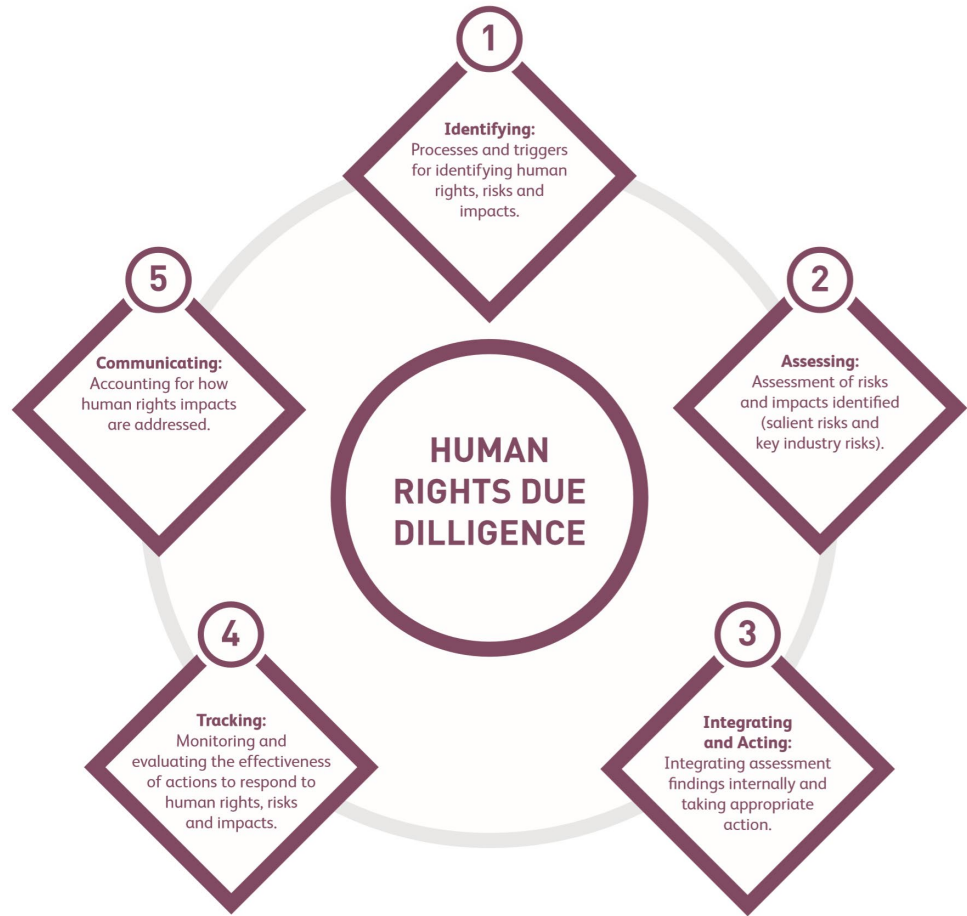 1
Identifying:
Processes and triggers
for identifying human
rights, risks and
impacts.
2
Assessing:
Assessment of risks
and impacts identified
(salient risks and
key industry risks).
3
Integrating
and Acting:
Integrating assessment
findings internally and
taking appropriate
action.
4
Tracking:
Monitoring and
evaluating the effectiveness
of actions to respond to
human rights, risks
and impacts.
5
Communicating:
Accounting for how
human rights impacts
are addressed.
HUMAN
RIGHTS DUE
DILLIGENCE